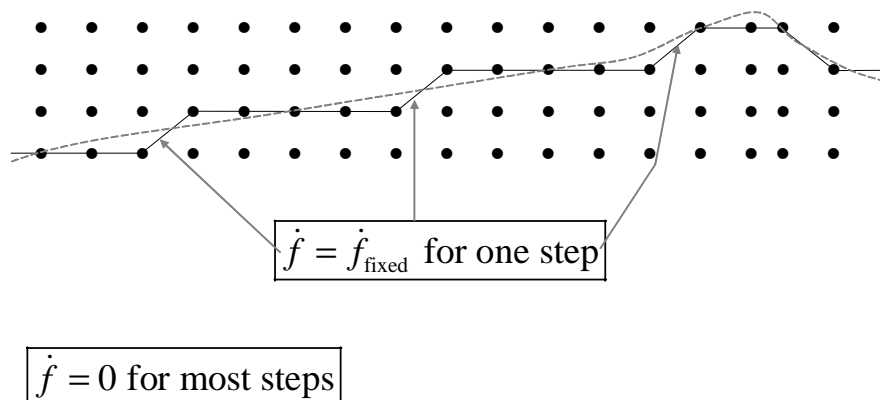 ḟ = ḟ_fixed for one step
ḟ = 0 for most steps